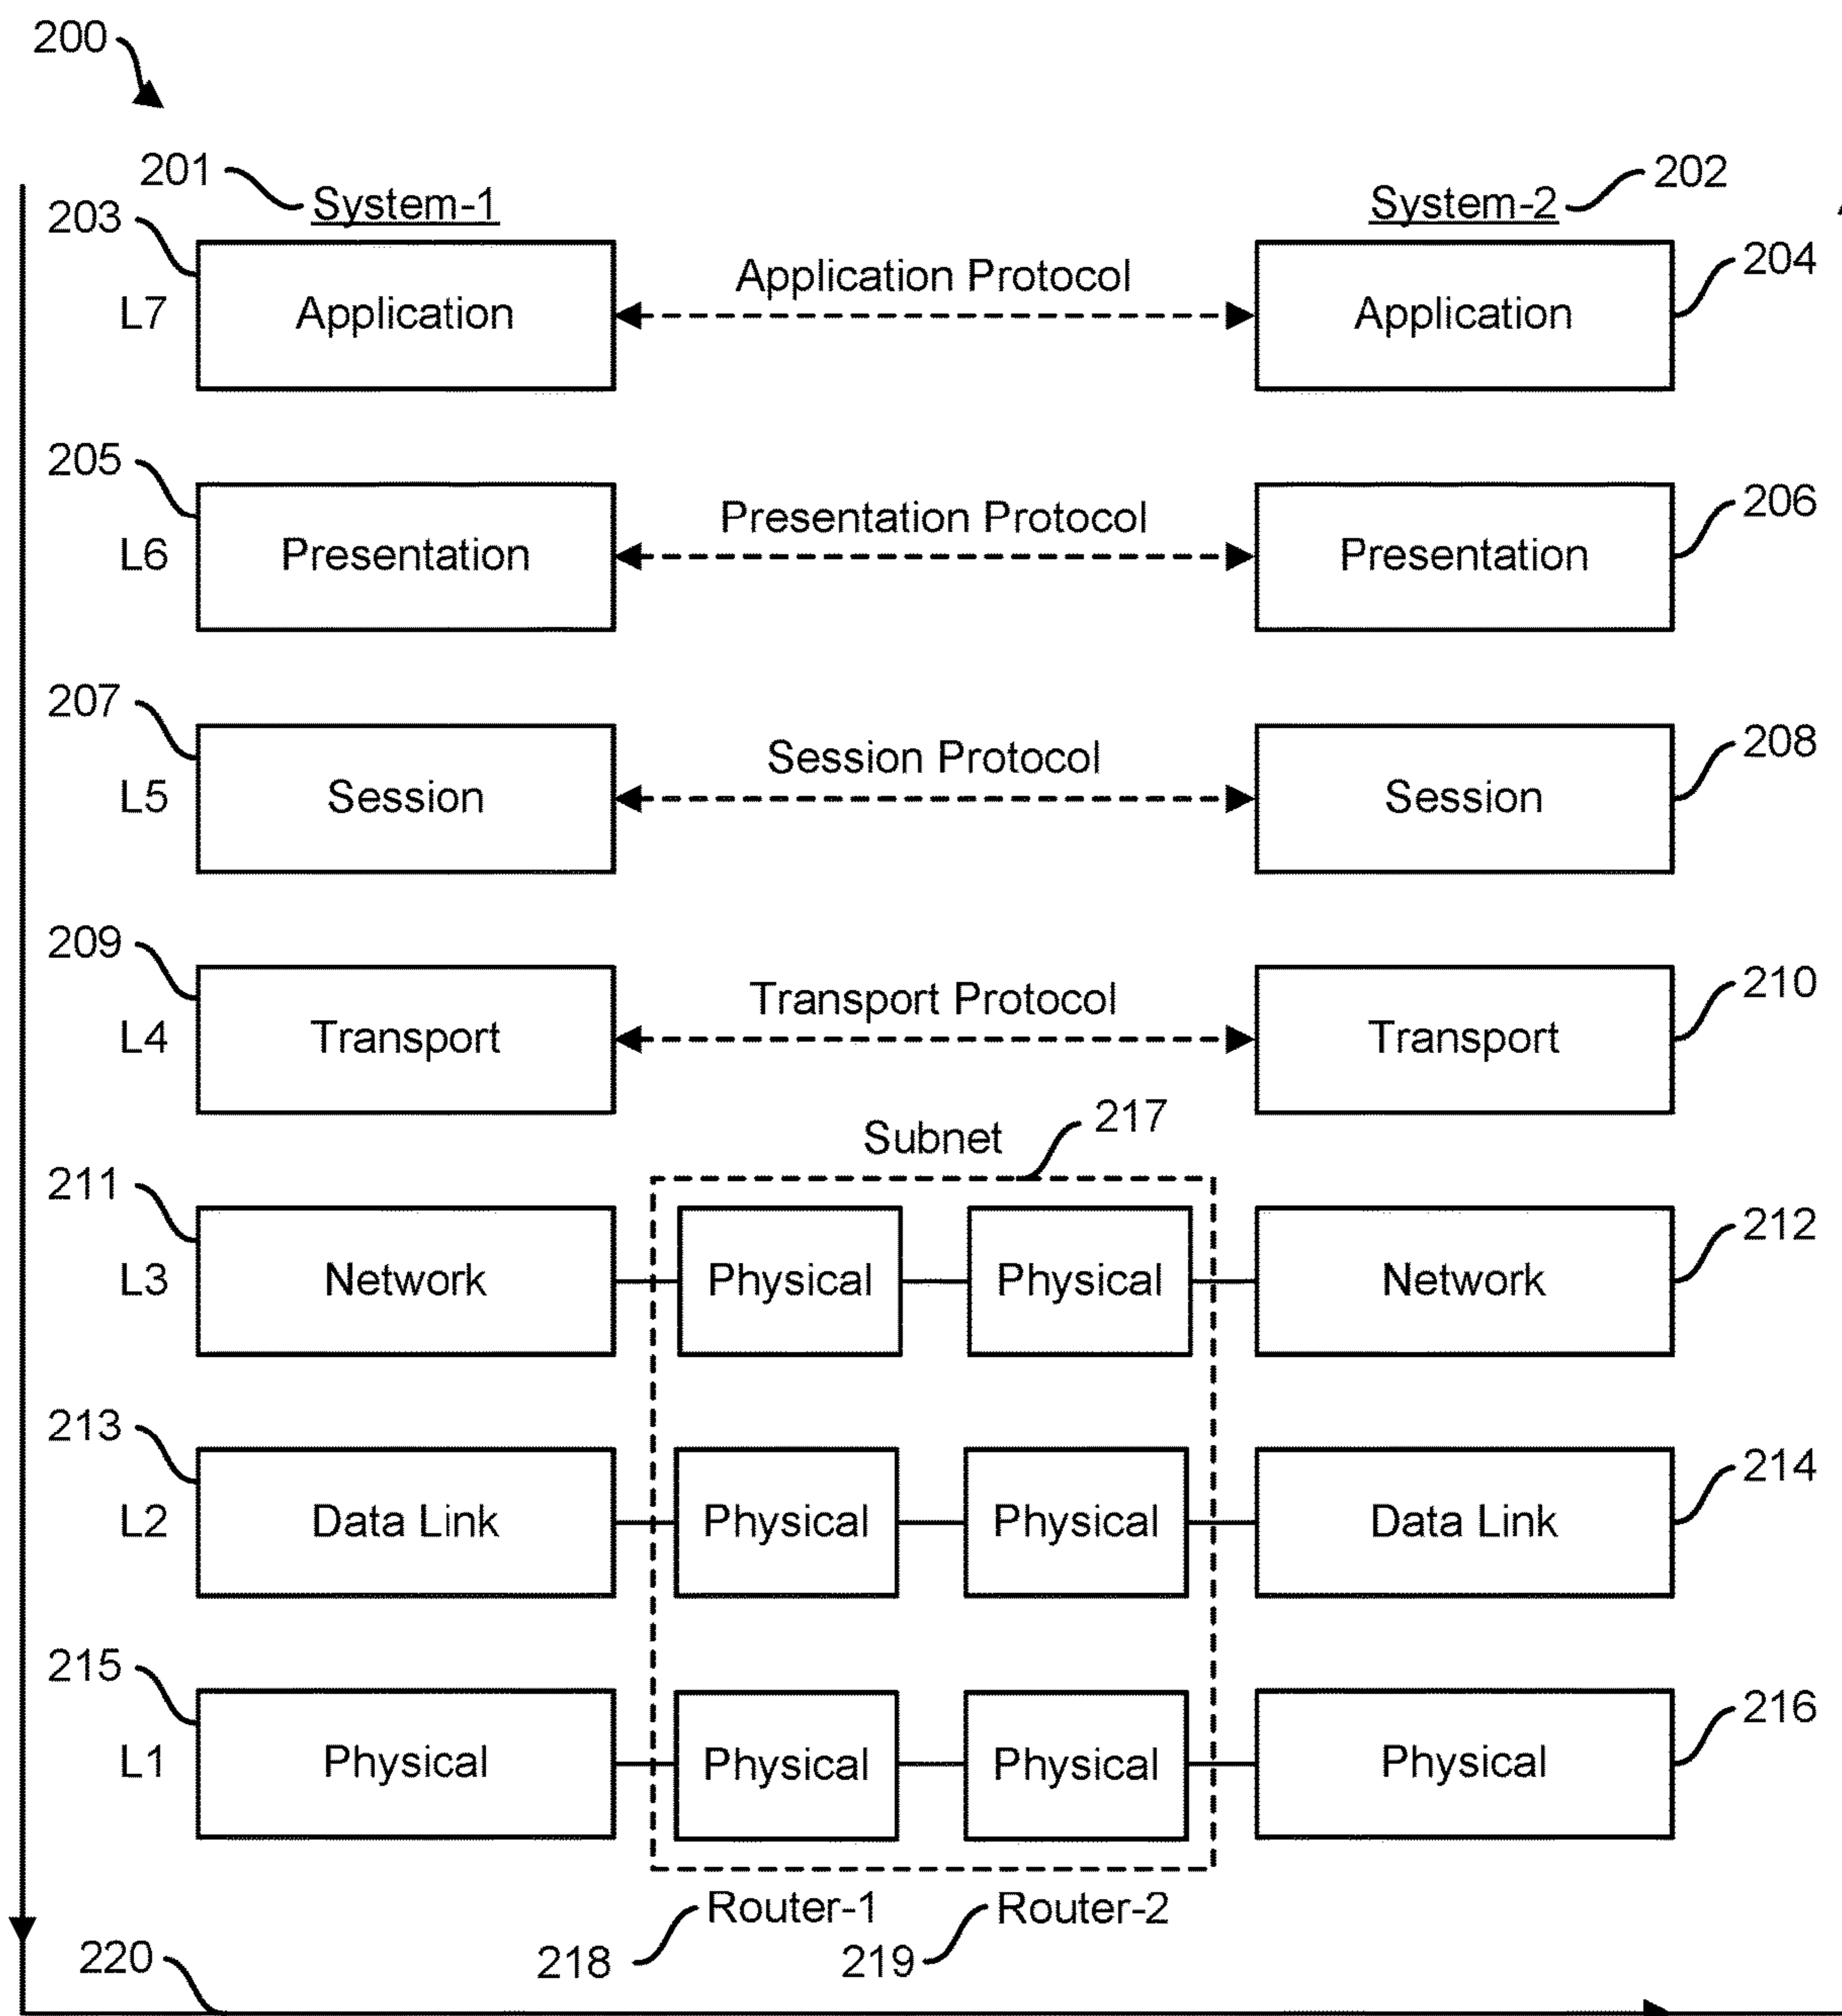 200
201 System-1 System-2 202
203 204
Application Protocol
L7 Application Application
205 206
Presentation Protocol
L6 Presentation Presentation
207 208
Session Protocol
L5 Session Session
209 210
Transport Protocol
L4 Transport Transport
Subnet 217
211 212
L3 Network Physical Physical Network
213 214
L2 Data Link Physical Physical Data Link
215 216
L1 Physical Physical Physical Physical
Router-1 Router-2
218 219
220